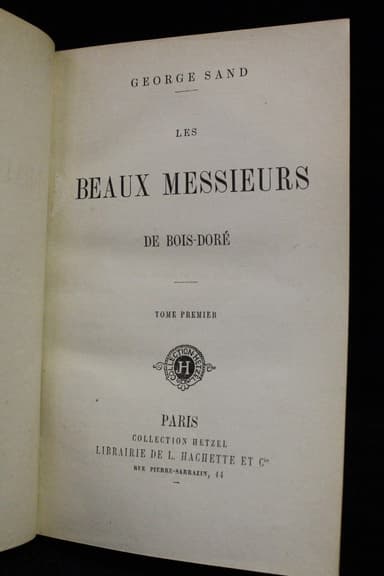 GEORGE SAND
LES
BEAUX MESSIEURS
DE BOIS-DORÉ
TOME PREMIER
COLLECTION HETZEL
H
PARIS
COLLECTION HETZEL
LIBRAIRIE DE L. HACHETTE ET Cie
RUE PIERRE-SARRAZIN, 14